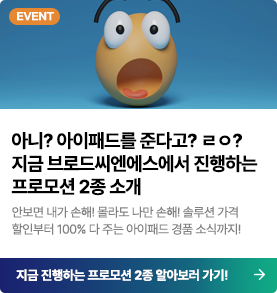 EVENT
아니? 아이패드를 준다고? ㄹㅇ?
지금 브로드씨엔에스에서 진행하는
프로모션 2종 소개
안보면 내가 손해! 몰라도 나만 손해! 솔루션 가격
할인부터 100% 다 주는 아이패드 경품 소식까지!
지금 진행하는 프로모션 2종 알아보러 가기!